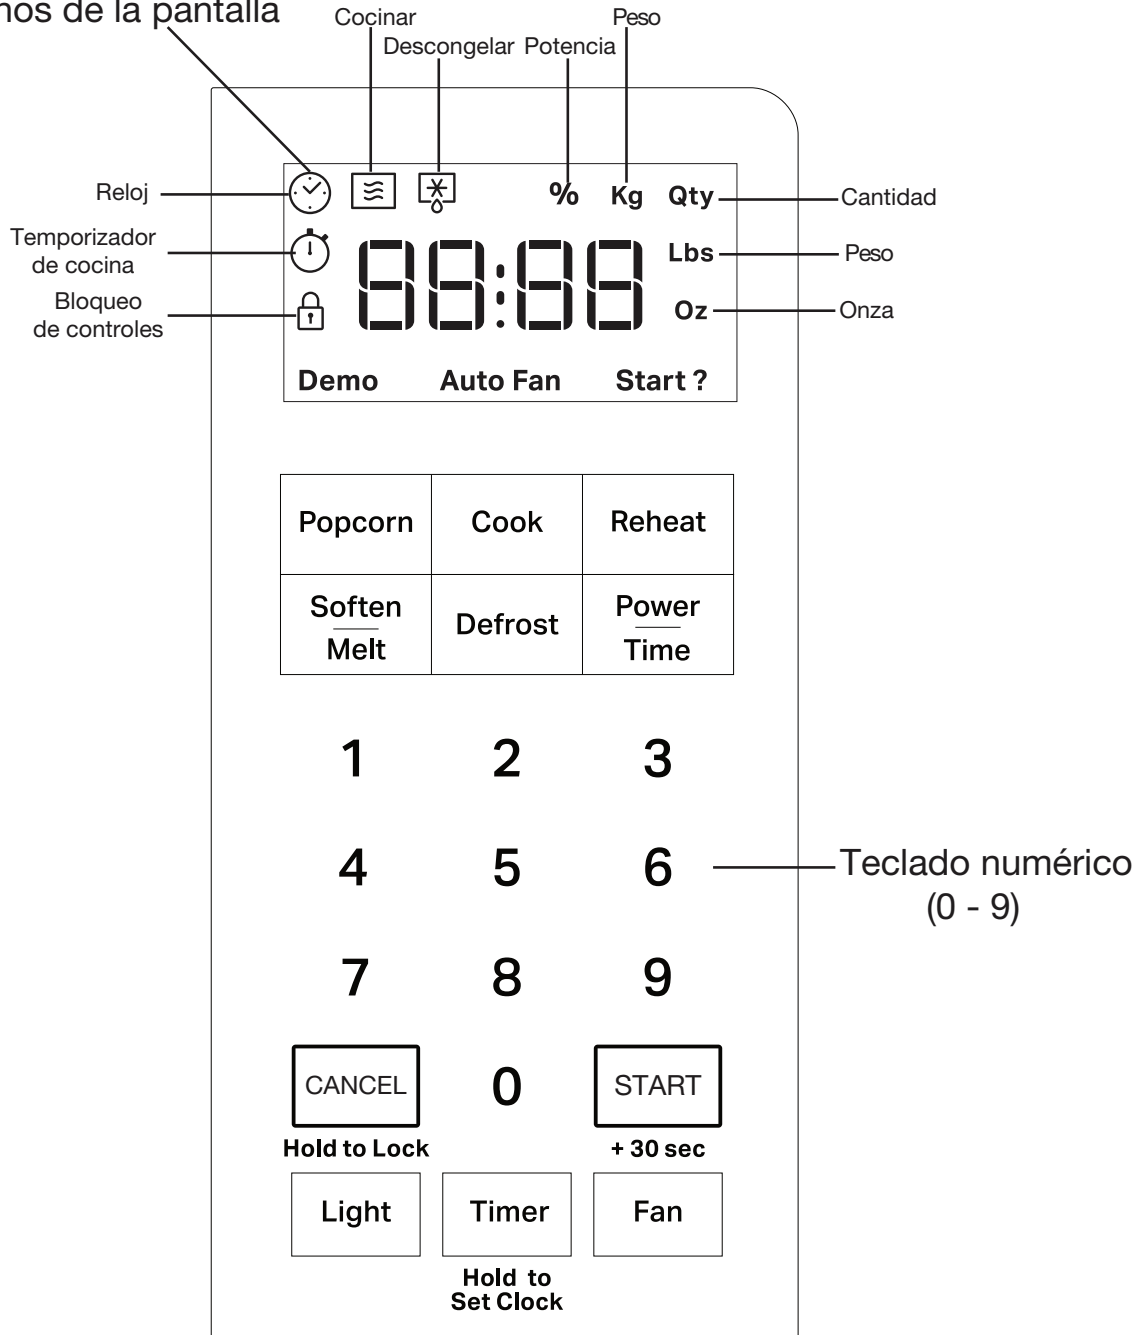 de la pantalla
Cocinar
Peso
Descongelar
Potencia
Reloj
%
Kg
Qty
Cantidad
Temporizador
de cocina
88:88
Lbs
Peso
Bloqueo
de controles
Oz
Onza
Demo
Auto Fan
Start ?
Popcorn
Cook
Reheat
Soften
Melt
Defrost
Power
Time
1
2
3
4
5
6
Teclado numérico
(0 - 9)
7
8
9
CANCEL
0
START
Hold to Lock
+ 30 sec
Light
Timer
Fan
Hold to
Set Clock